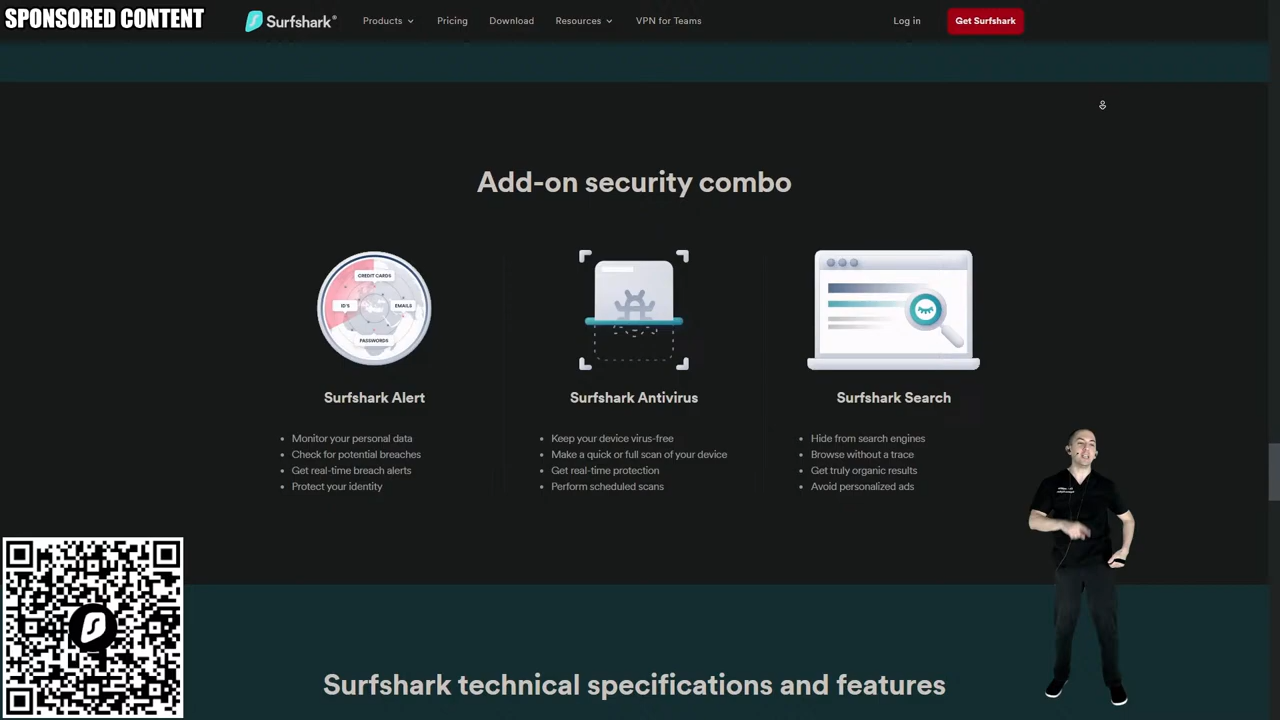 SPONSORED CONTENT
Surfshark®
Products
Pricing
Download
Resources
VPN for Teams
Log in
Get Surfshark
Add-on security combo
CREDIT CARDS
ID'S
EMAILS
PASSWORDS
Surfshark Alert
Surfshark Antivirus
Surfshark Search
Monitor your personal data
Check for potential breaches
Get real-time breach alerts
Protect your identity
Keep your device virus-free
Make a quick or full scan of your device
Get real-time protection
Perform scheduled scans
Hide from search engines
Browse without a trace
Get truly organic results
Avoid personalized ads
Surfshark technical specifications and features